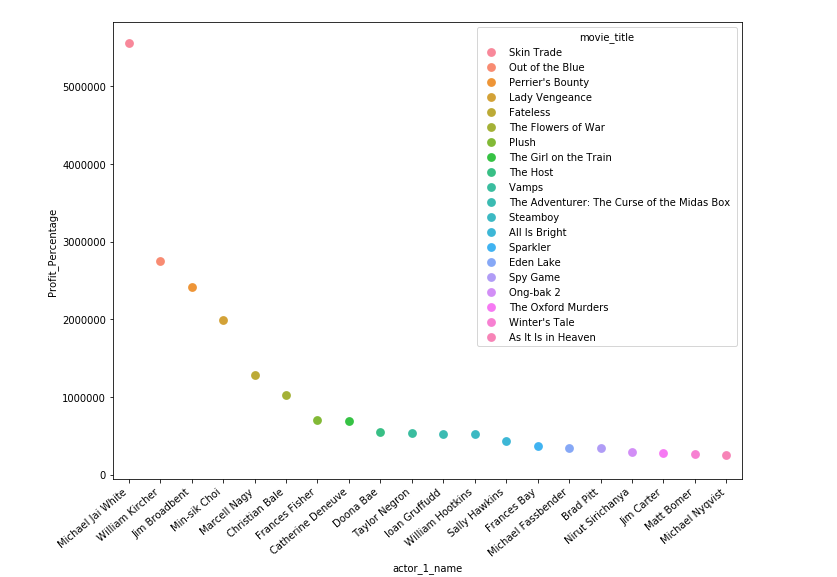 movie_title
Skin Trade
Out of the Blue
Perrier's Bounty
Lady Vengeance
Fateless
The Flowers of War
Plush
The Girl on the Train
The Host
Vamps
The Adventurer: The Curse of the Midas Box
Steamboy
All Is Bright
Sparkler
Eden Lake
Spy Game
Ong-bak 2
The Oxford Murders
Winter's Tale
As It Is in Heaven
Profit_Percentage
5000000
4000000
3000000
2000000
1000000
0
Michael Jai White
William Kircher
Jim Broadbent
Min-sik Choi
Marcell Nagy
Christian Bale
Frances Fisher
Catherine Deneuve
Doona Bae
Taylor Negron
Ioan Gruffudd
William Hootkins
Sally Hawkins
Frances Bay
Michael Fassbender
Brad Pitt
Nirut Sirichanya
Jim Carter
Matt Bomer
Michael Nyqvist
actor_1_name